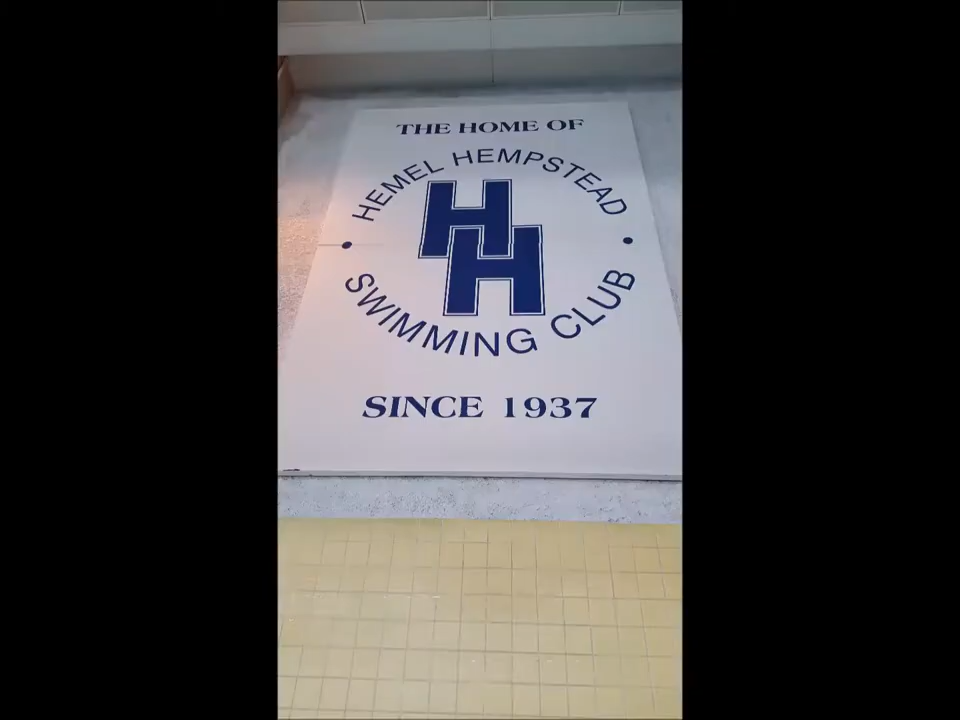 THE HOME OF
HEMEL HEMPSTEAD
HH
SWIMMING CLUB
SINCE 1937